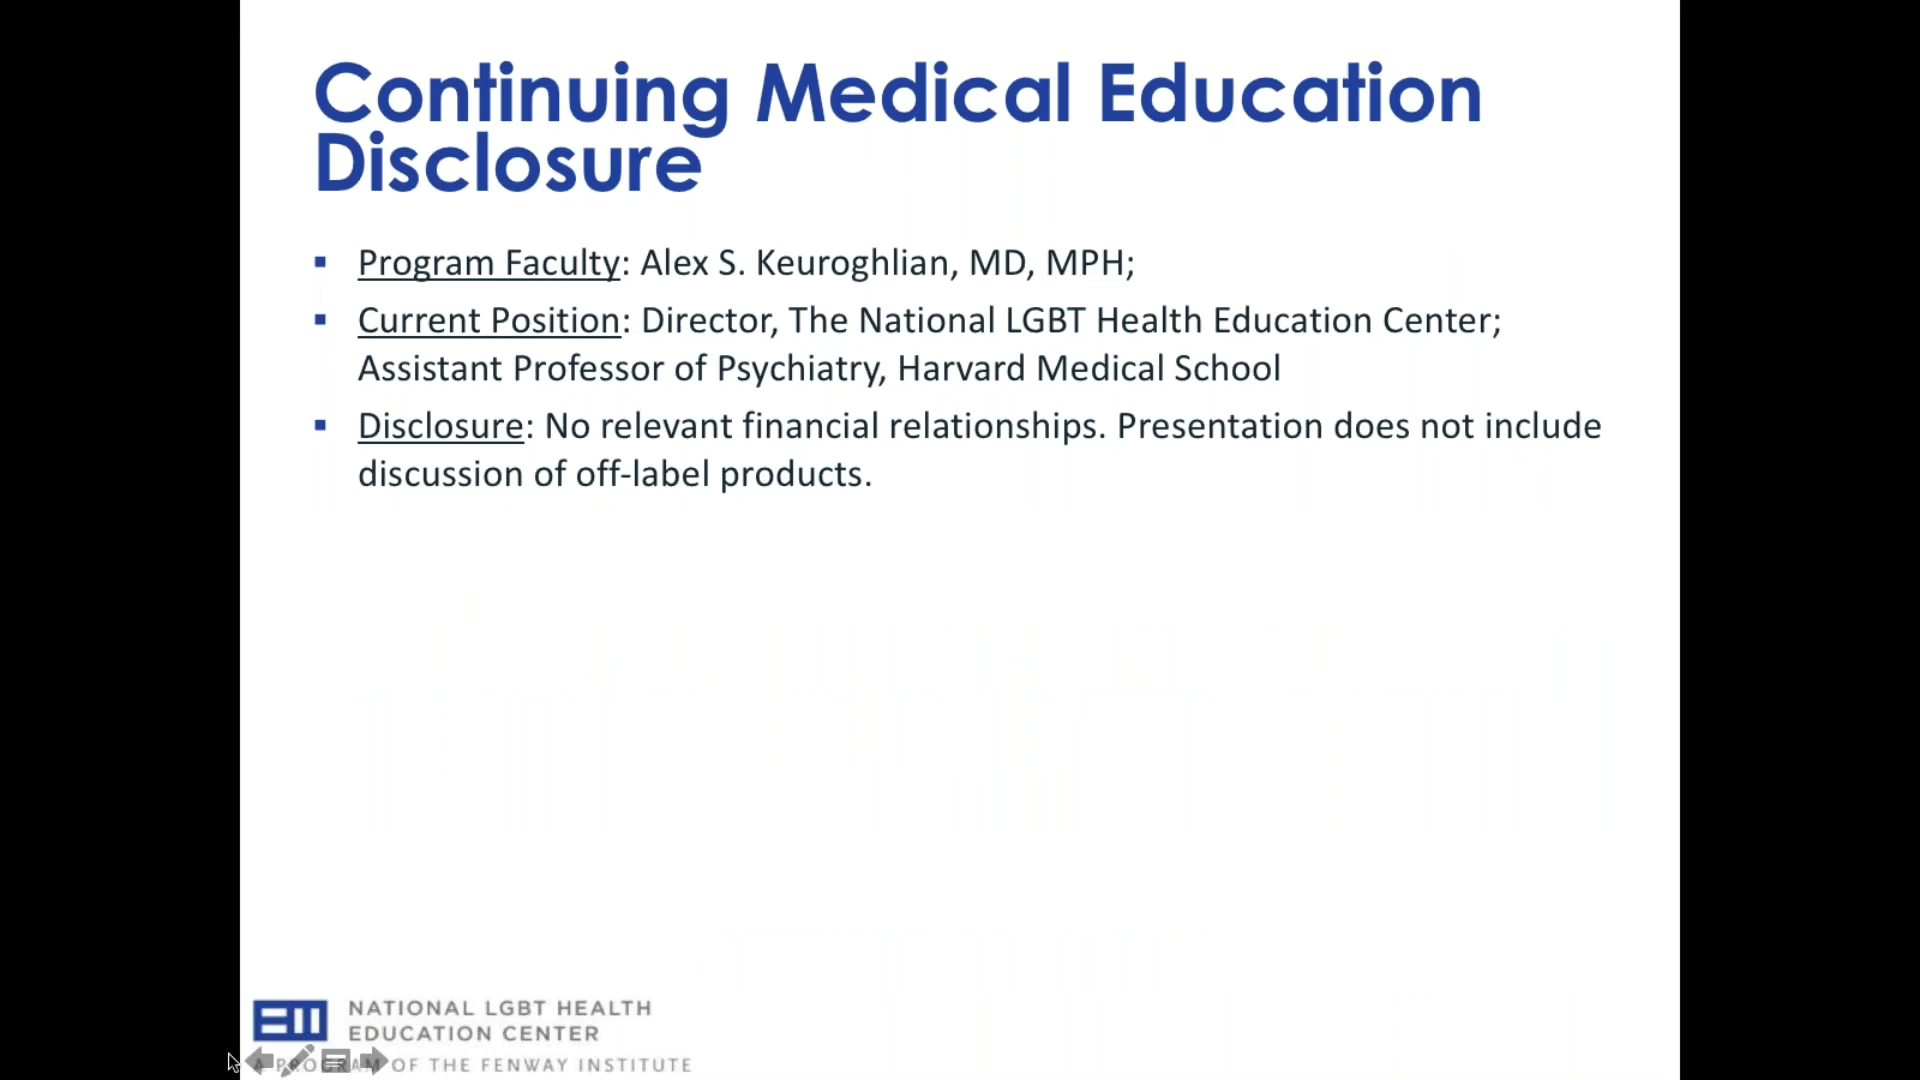 Continuing Medical Education
Disclosure
▪ Program Faculty: Alex S. Keuroghlian, MD, MPH;
▪ Current Position: Director, The National LGBT Health Education Center;
Assistant Professor of Psychiatry, Harvard Medical School
▪ Disclosure: No relevant financial relationships. Presentation does not include
discussion of off-label products.
NATIONAL LGBT HEALTH
EDUCATION CENTER
A PROGRAM OF THE FENWAY INSTITUTE